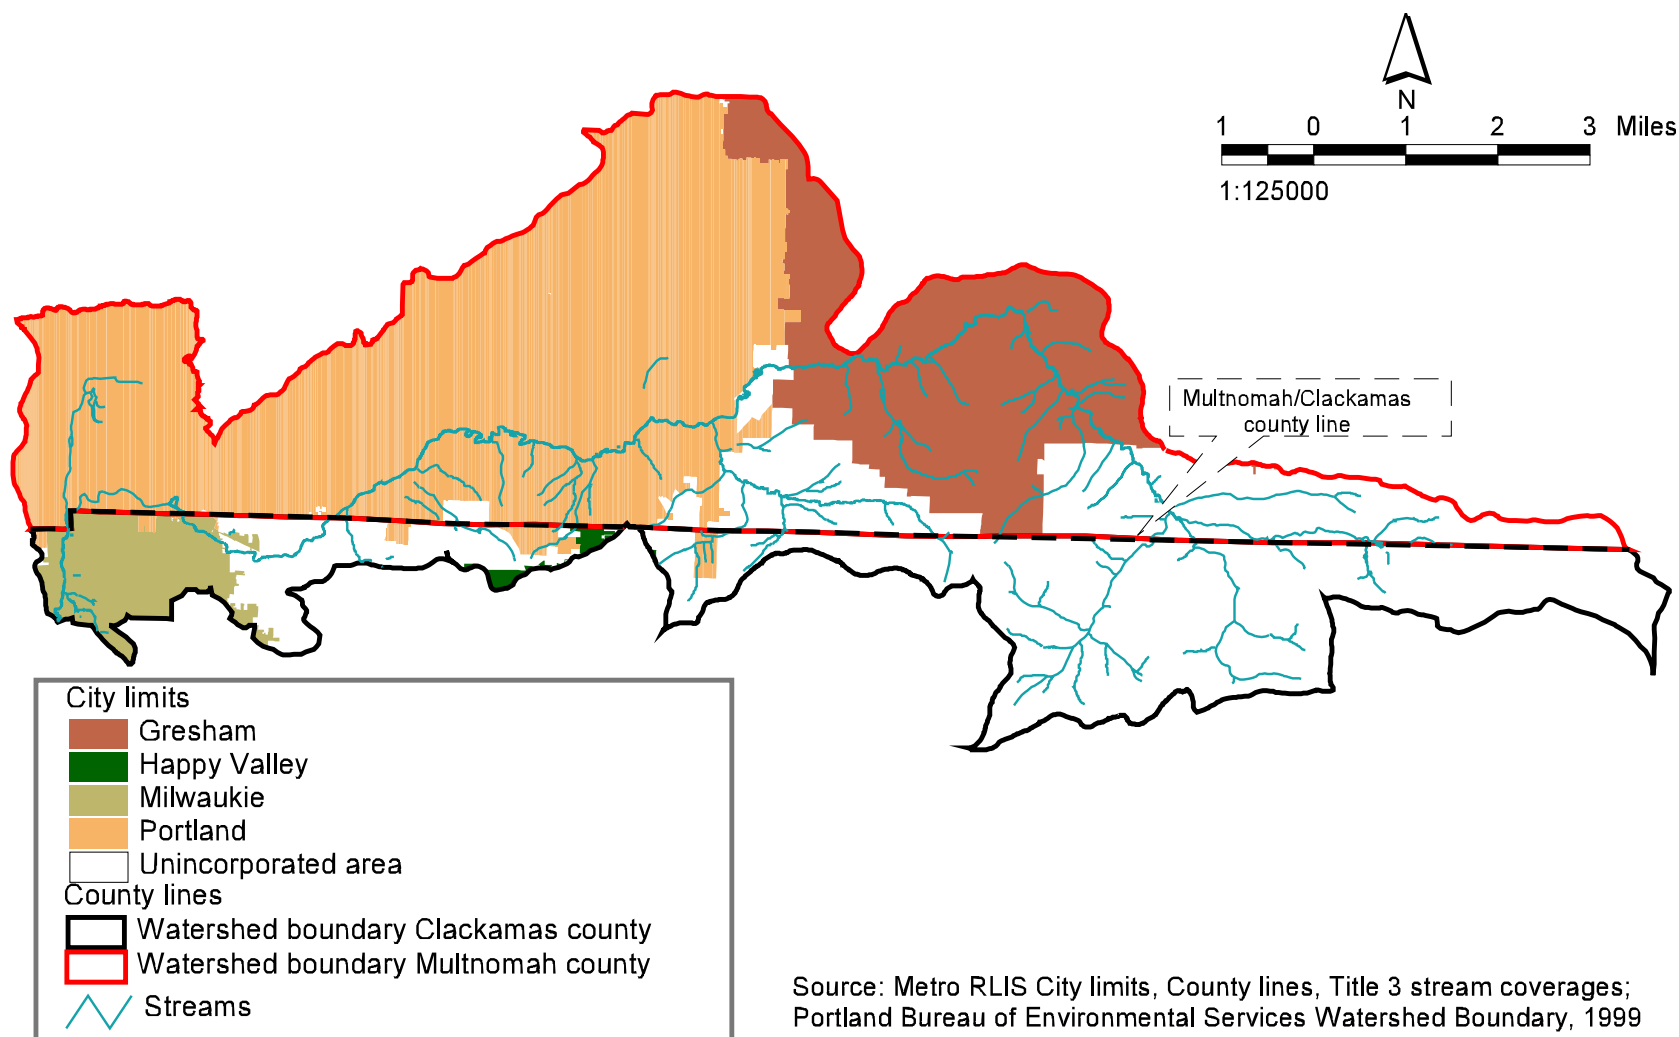 N
1 0 1 2 3 Miles
1:125000
Multnomah/Clackamas
county line
City limits
Gresham
Happy Valley
Milwaukie
Portland
Unincorporated area
County lines
Watershed boundary Clackamas county
Watershed boundary Multnomah county
Streams
Source: Metro RLIS City limits, County lines, Title 3 stream coverages;
Portland Bureau of Environmental Services Watershed Boundary, 1999